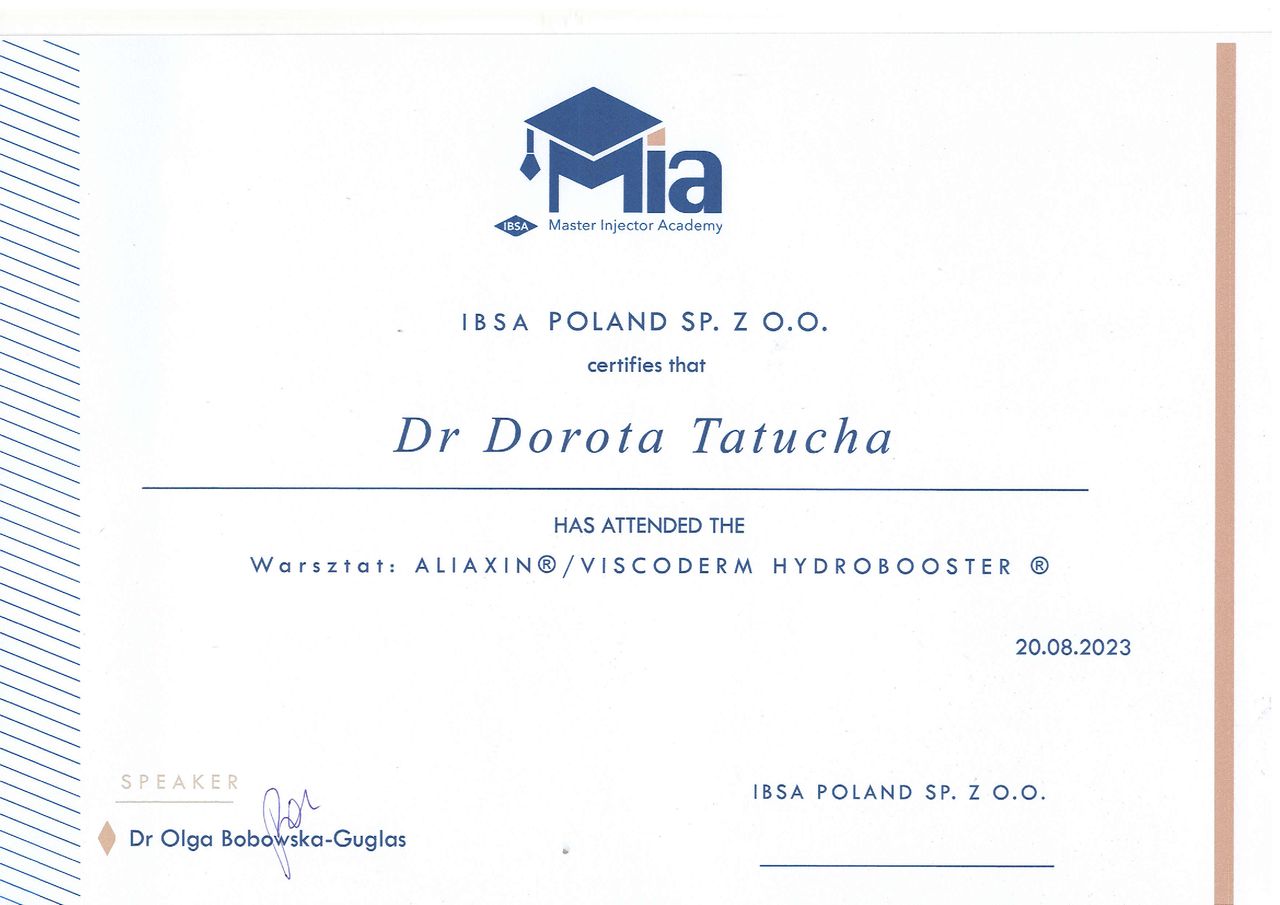 Mia
IBSA Master Injector Academy
IBSA POLAND SP. Z O.O.
certifies that
Dr Dorota Tatucha
HAS ATTENDED THE
Warsztat: ALIAXIN®/VISCODERM HYDROBOOSTER ®
20.08.2023
SPEAKER
Dr Olga Bobowska-Guglas
IBSA POLAND SP. Z O.O.